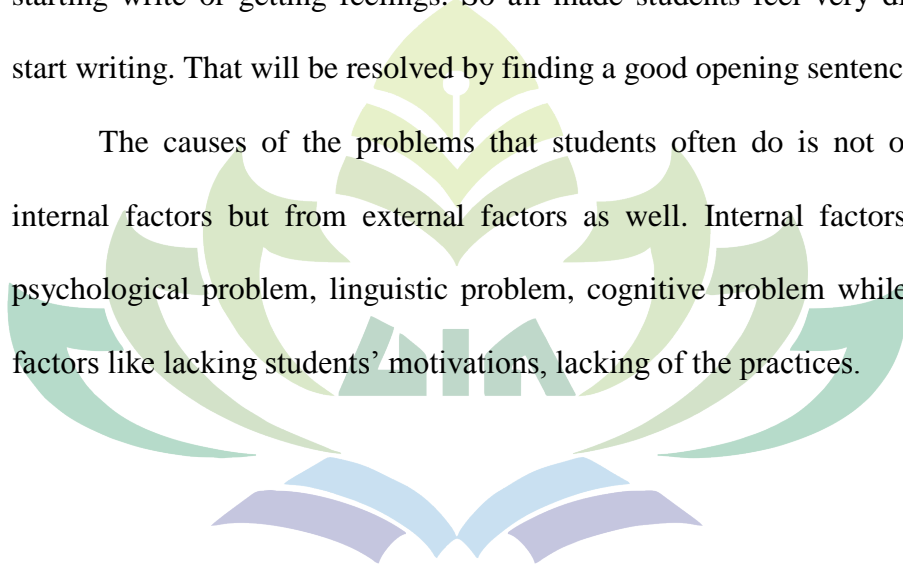 start writing. That will be resolved by finding a good opening sentenc
The causes of the problems that students often do is not o
internal factors but from external factors as well. Internal factors
psychological problem, linguistic problem, cognitive problem while
factors like lacking students’ motivations, lacking of the practices.